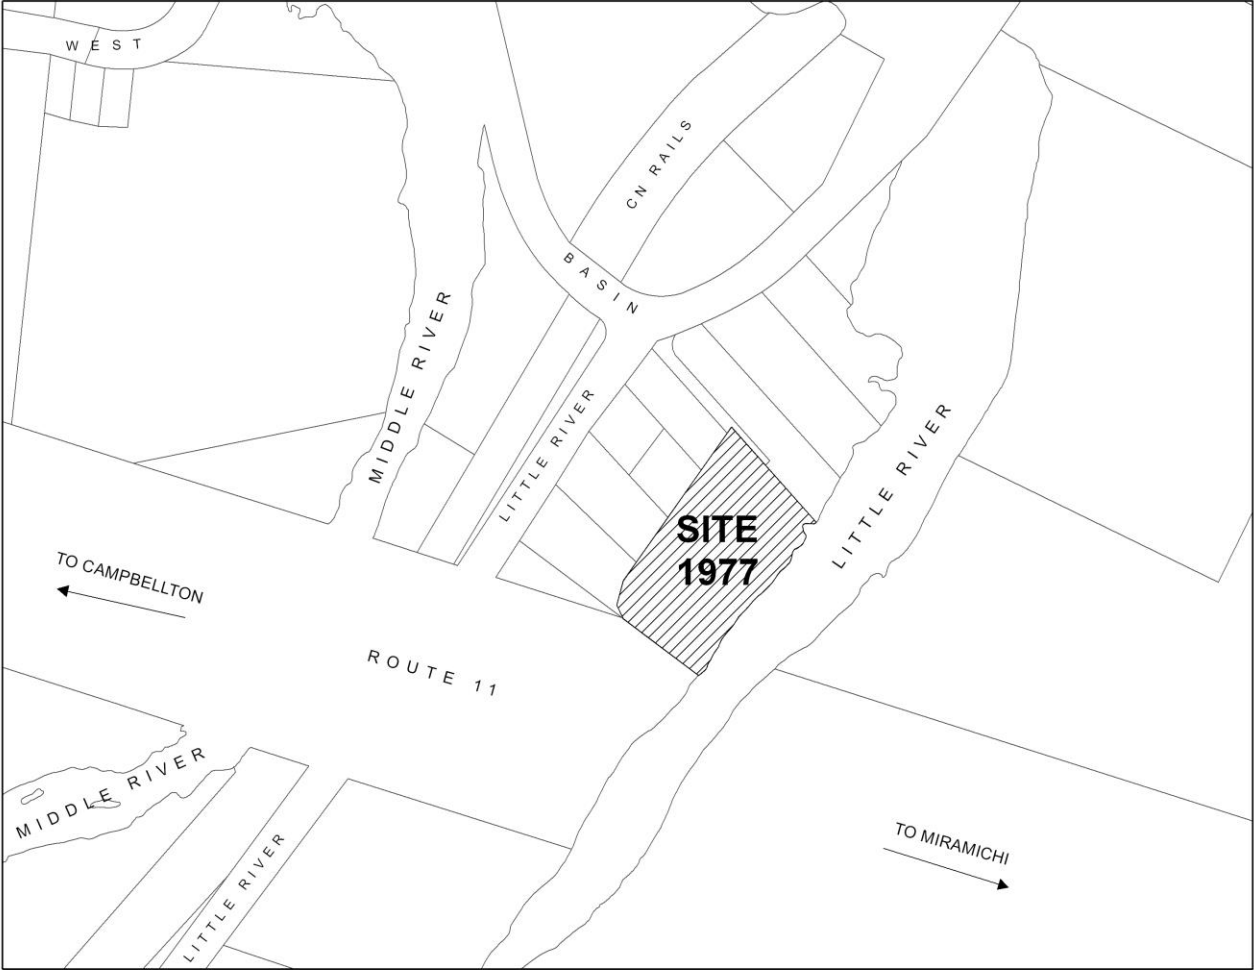 WEST
CN RAILS
BASIN
MIDDLE RIVER
LITTLE RIVER
LITTLE RIVER
SITE
1977
TO CAMPBELLTON
ROUTE 11
MIDDLE RIVER
LITTLE RIVER
TO MIRAMICHI